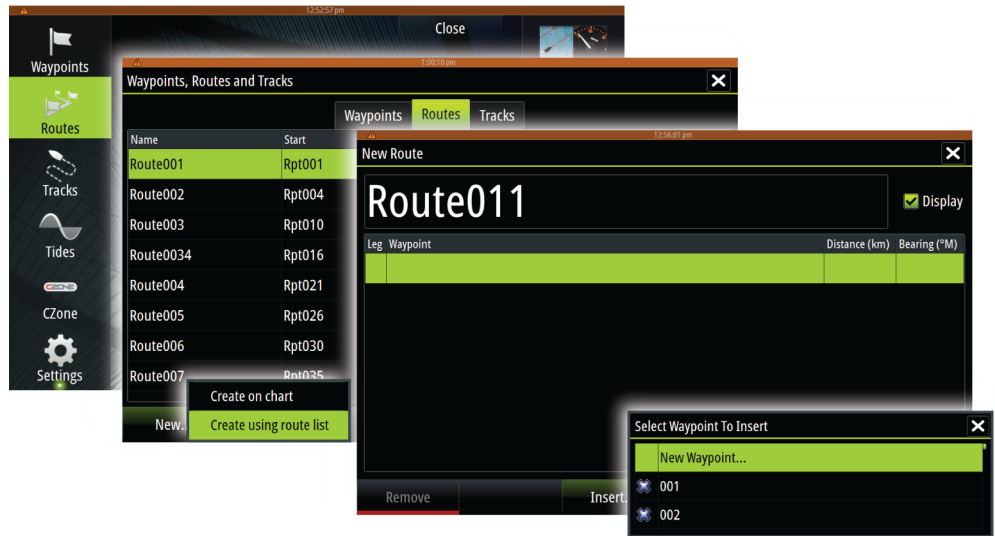 12:52:57 pm
Close
Waypoints
Routes
Tracks
Tides
CZONE
CZone
Settings
1:00:10 pm
Waypoints, Routes and Tracks
Waypoints Routes Tracks
Name Start
Route001 Rpt001
Route002 Rpt004
Route003 Rpt010
Route0034 Rpt016
Route004 Rpt021
Route005 Rpt026
Route006 Rpt030
Route007 Rpt035
New..
Create on chart
Create using route list
12:56:01 pm
New Route
Route011
Display
Leg Waypoint Distance (km) Bearing (°M)
Remove Insert.
Select Waypoint To Insert
New Waypoint...
001
002